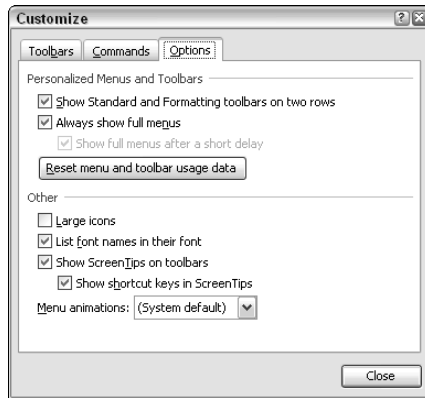 Customize
Toolbars Commands Options
Personalized Menus and Toolbars
Show Standard and Formatting toolbars on two rows
Always show full menus
Show full menus after a short delay
Reset menu and toolbar usage data
Other
Large icons
List font names in their font
Show ScreenTips on toolbars
Show shortcut keys in ScreenTips
Menu animations: (System default)
Close